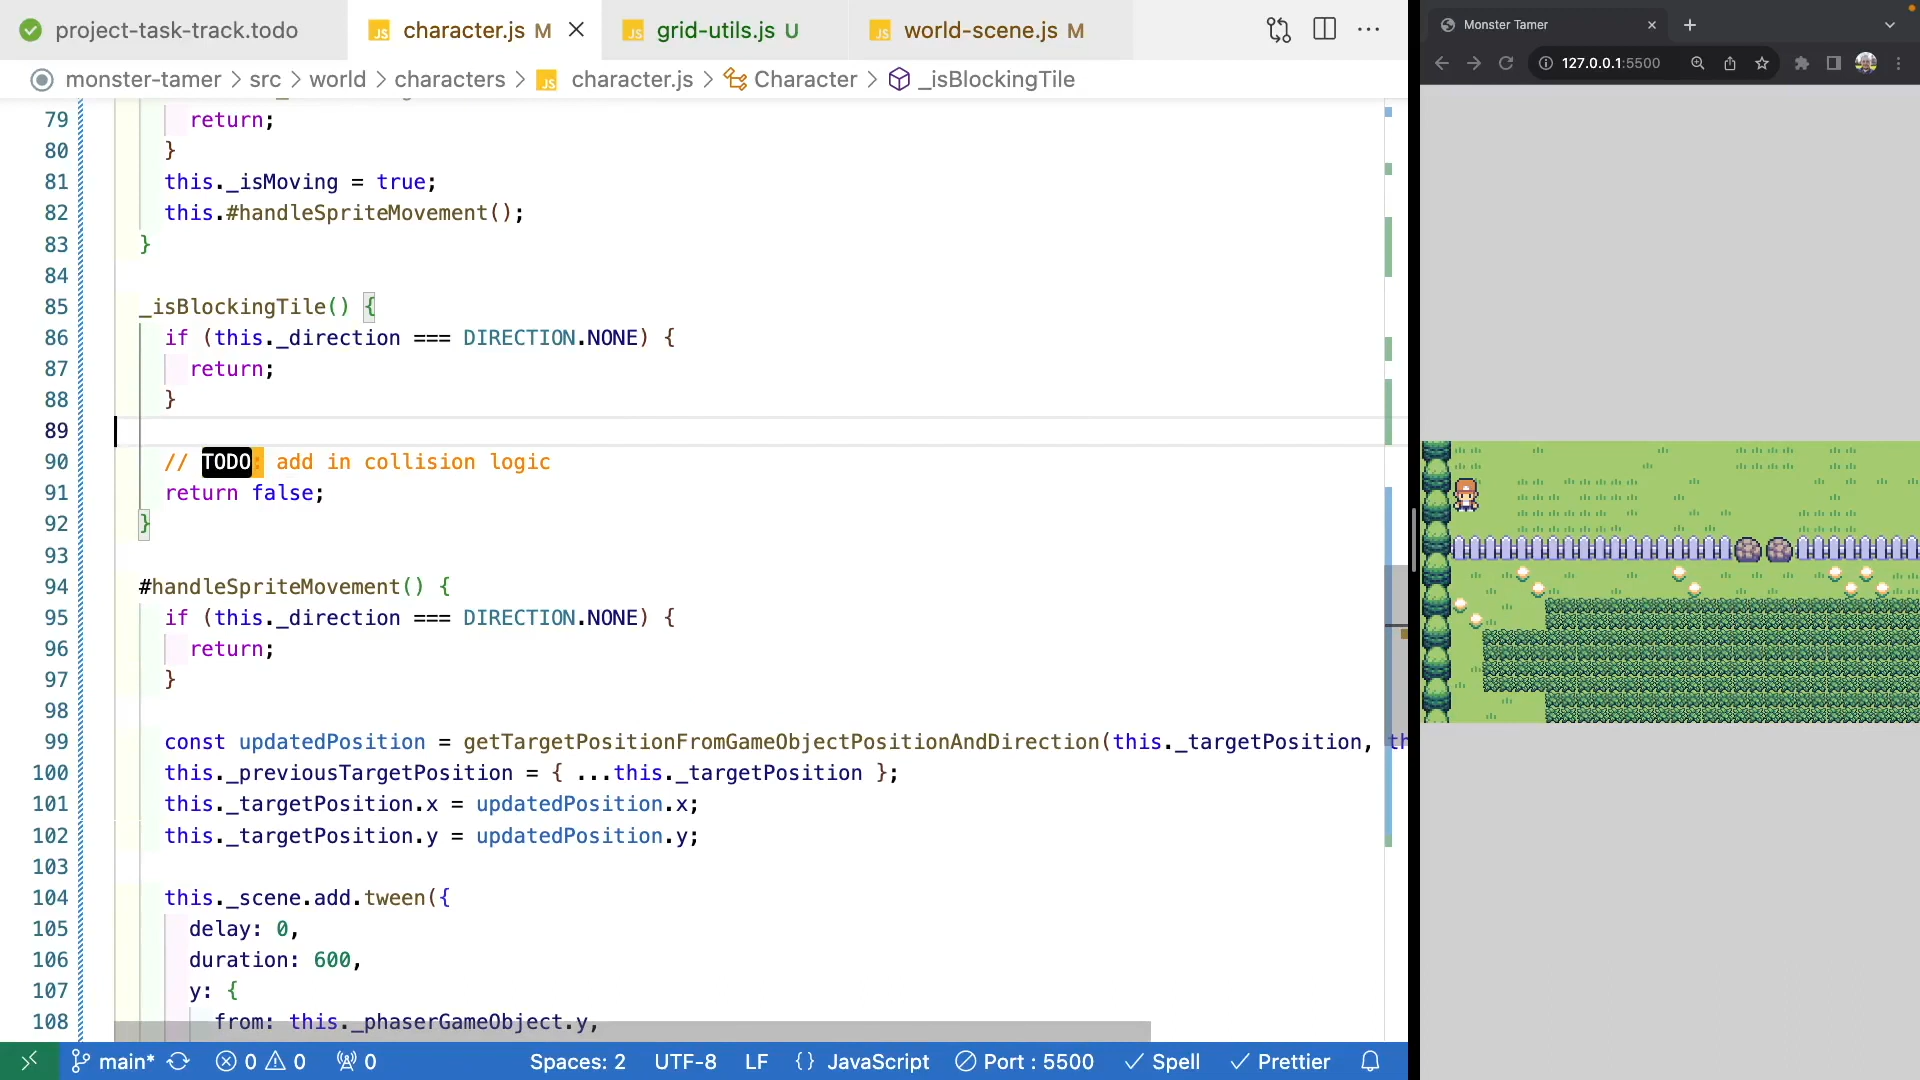 project-task-track.todo
JS character.js M
JS grid-utils.js U
JS world-scene.js M
monster-tamer > src > world > characters > JS character.js > Character > _isBlockingTile
79 return;
80 }
81 this._isMoving = true;
82 this.#handleSpriteMovement();
83 }
84
85 _isBlockingTile() {
86 if (this._direction === DIRECTION.NONE) {
87 return;
88 }
89
90 // TODO: add in collision logic
91 return false;
92 }
93
94 #handleSpriteMovement() {
95 if (this._direction === DIRECTION.NONE) {
96 return;
97 }
98
99 const updatedPosition = getTargetPositionFromGameObjectPositionAndDirection(this._targetPosition, th
100 this._previousTargetPosition = { ...this._targetPosition };
101 this._targetPosition.x = updatedPosition.x;
102 this._targetPosition.y = updatedPosition.y;
103
104 this._scene.add.tween({
105 delay: 0,
106 duration: 600,
107 y: {
108 from: this._phaserGameObject.y,
main* 0 0 0 Spaces: 2 UTF-8 LF {} JavaScript Port : 5500 Spell Prettier
Monster Tamer
127.0.0.1:5500